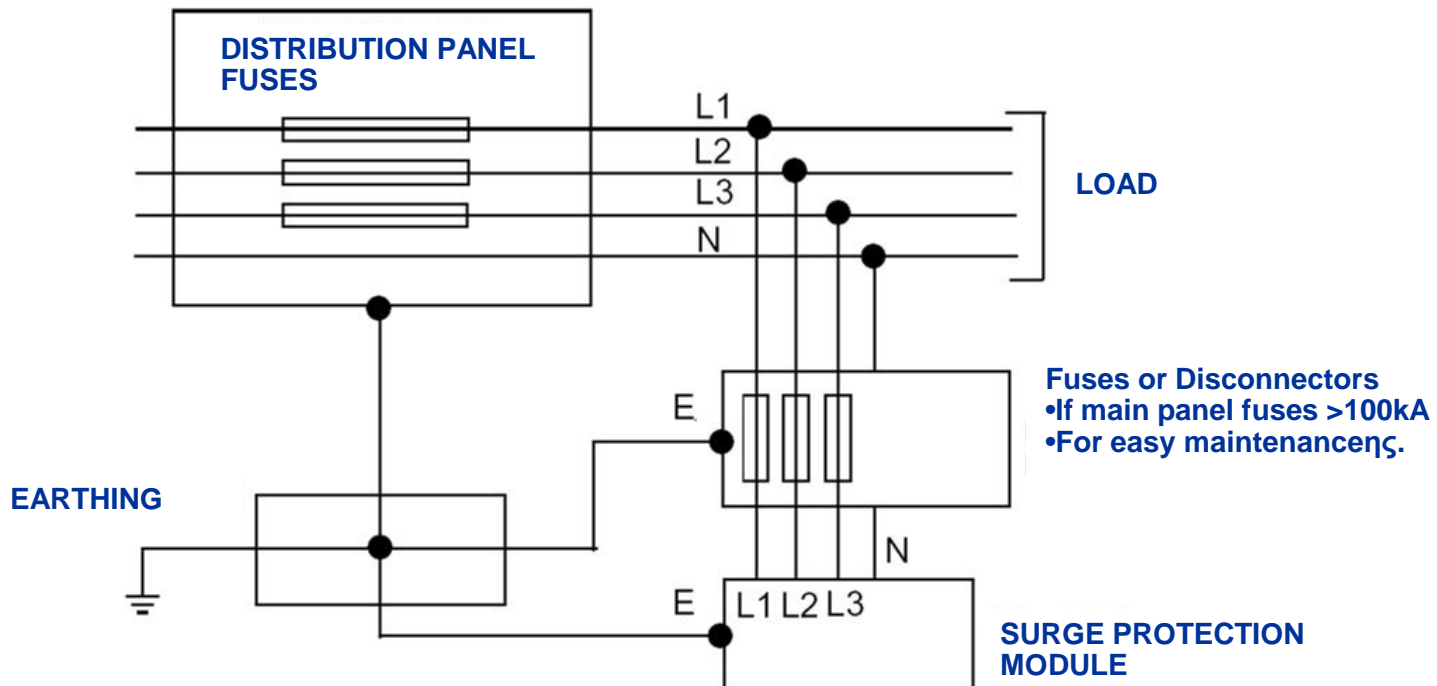 DISTRIBUTION PANEL
FUSES
L1
L2
L3
N
LOAD
Fuses or Disconnectors
•If main panel fuses >100kA
•For easy maintenanceης.
E
EARTHING
N
E
L1 L2 L3
SURGE PROTECTION
MODULE